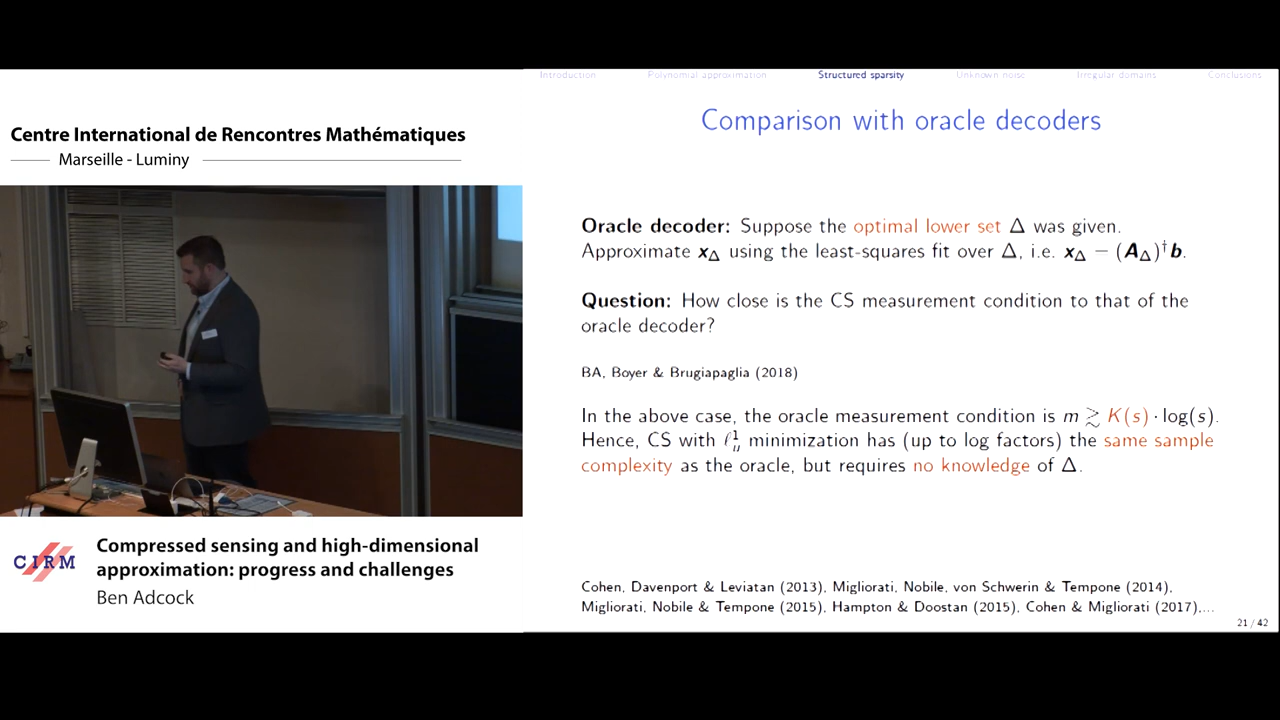 Introduction Polynomial approximation Structured sparsity Unknown noise Irregular domains Conclusions
Centre International de Rencontres Mathématiques
Marseille - Luminy
Comparison with oracle decoders
Oracle decoder: Suppose the optimal lower set Δ was given.
Approximate x_Δ using the least-squares fit over Δ, i.e. x_Δ − (A_Δ)†b.
Question: How close is the CS measurement condition to that of the
oracle decoder?
BA, Boyer & Brugiapaglia (2018)
In the above case, the oracle measurement condition is m ≳ K(s) · log(s).
Hence, CS with ℓ¹ᵤ minimization has (up to log factors) the same sample
complexity as the oracle, but requires no knowledge of Δ.
Cohen, Davenport & Leviatan (2013), Migliorati, Nobile, von Schwerin & Tempone (2014),
Migliorati, Nobile & Tempone (2015), Hampton & Doostan (2015), Cohen & Migliorati (2017),...
21 / 42
CIRM
Compressed sensing and high-dimensional
approximation: progress and challenges
Ben Adcock